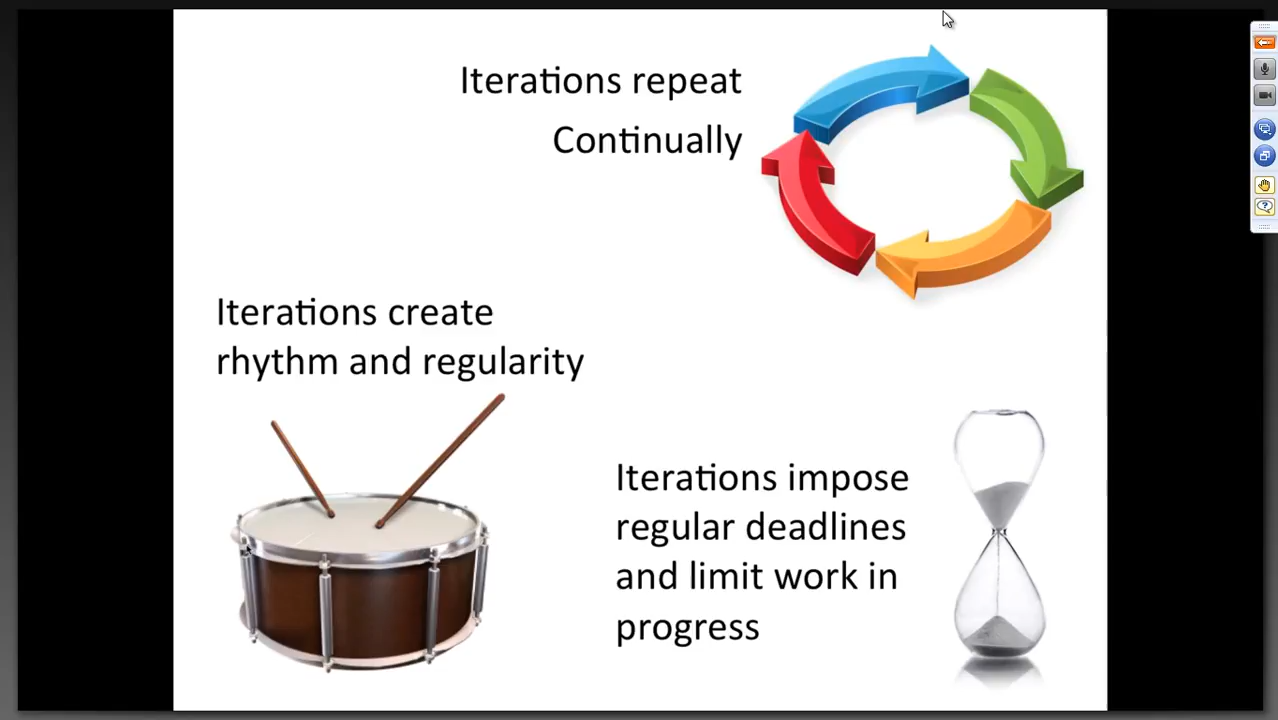 Iterations repeat
Continually
Iterations create
rhythm and regularity
Iterations impose
regular deadlines
and limit work in
progress